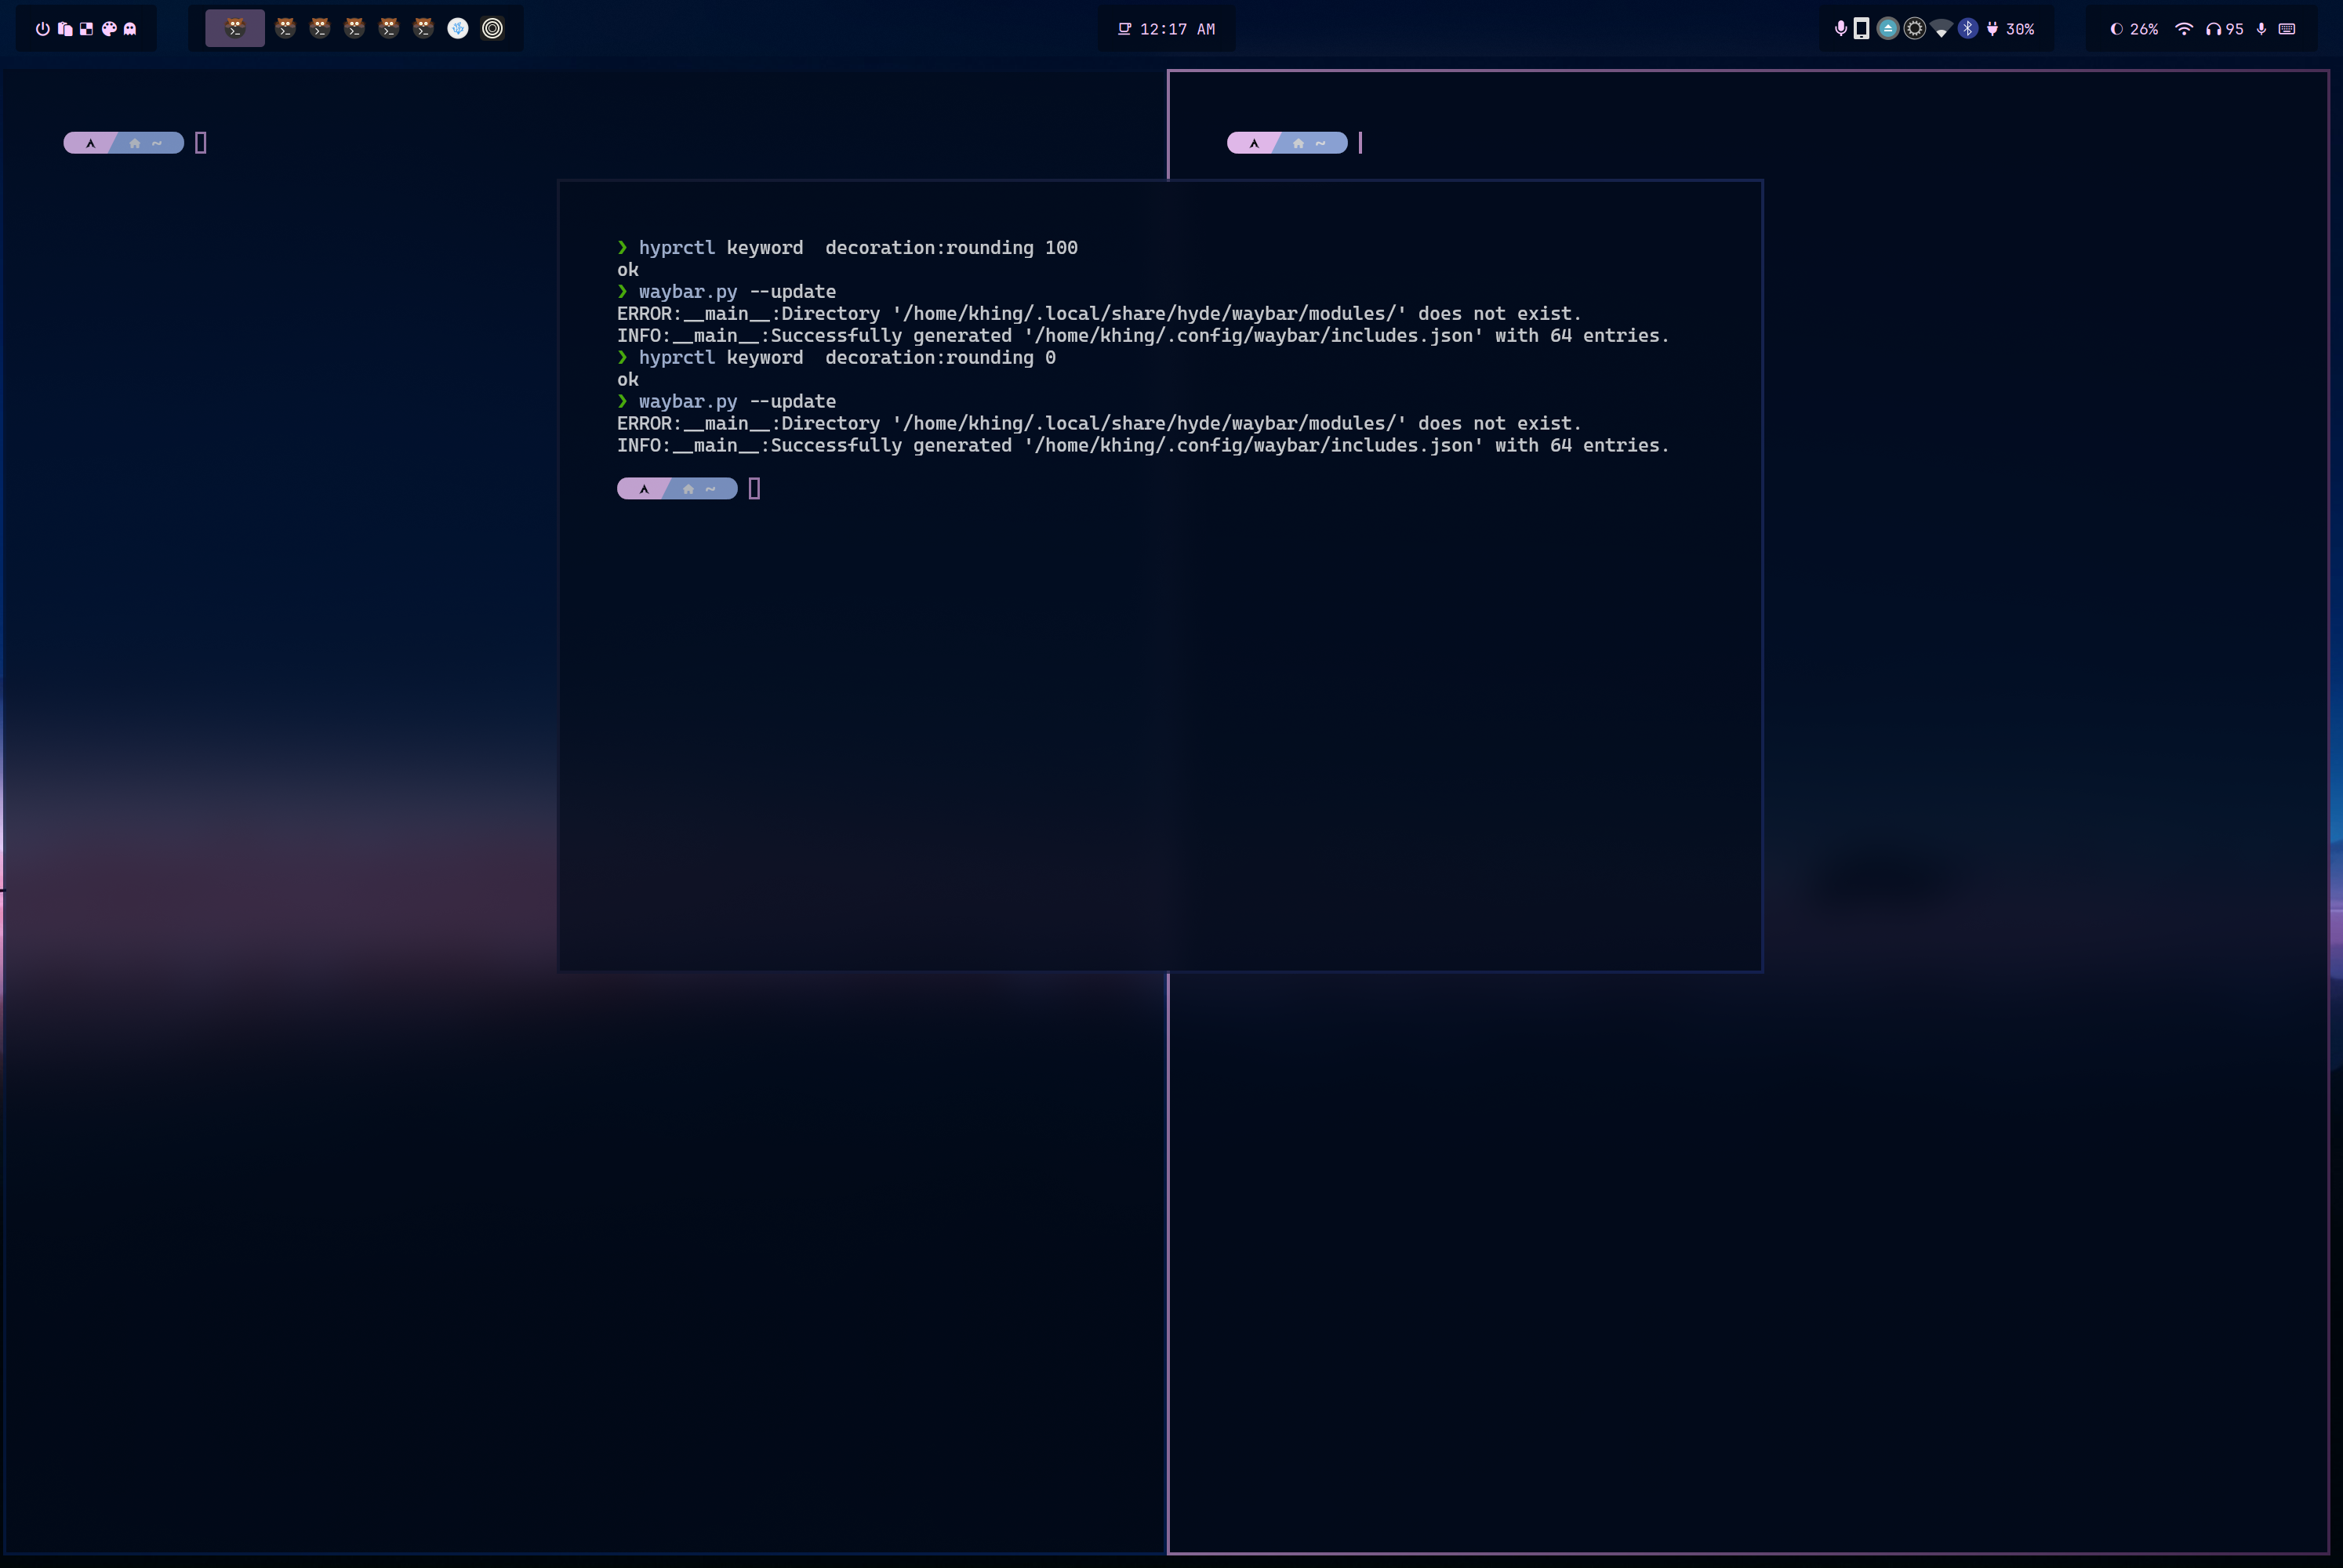 12:17 AM
30%
26%
95
~
~
❯ hyprctl keyword  decoration:rounding 100
ok
❯ waybar.py --update
ERROR:__main__:Directory '/home/khing/.local/share/hyde/waybar/modules/' does not exist.
INFO:__main__:Successfully generated '/home/khing/.config/waybar/includes.json' with 64 entries.
❯ hyprctl keyword  decoration:rounding 0
ok
❯ waybar.py --update
ERROR:__main__:Directory '/home/khing/.local/share/hyde/waybar/modules/' does not exist.
INFO:__main__:Successfully generated '/home/khing/.config/waybar/includes.json' with 64 entries.
~